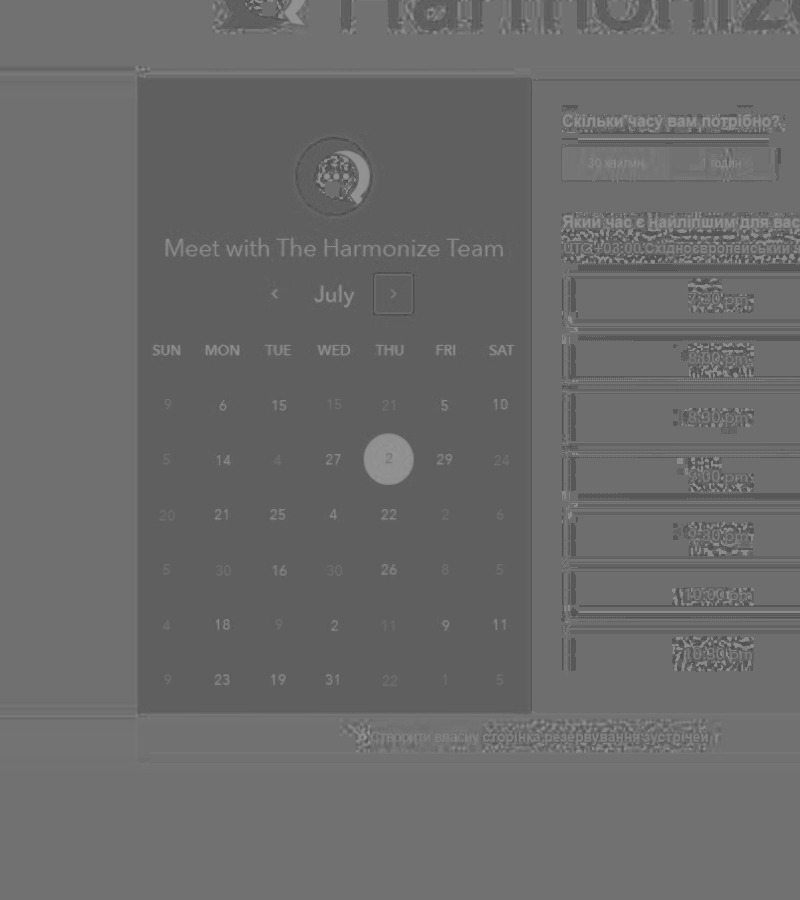 Harmonize
Meet with The Harmonize Team
July
SUN MON TUE WED THU FRI SAT
9 6 15 15 21 5 10
5 14 4 27 2 29 24
20 21 25 4 22 2 6
5 30 16 30 26 8 5
4 18 9 2 11 9 11
9 23 19 31 22 1 5
Скільки часу вам потрібно?
30 хвилин 1 годин
Який час є найліпшим для вас
UTC +03:00 Східноєвропейський
7:30 pm
8:00 pm
8:30 pm
9:00 pm
9:30 pm
10:00 pm
10:30 pm
Створити власну сторінка резервування зустрічей